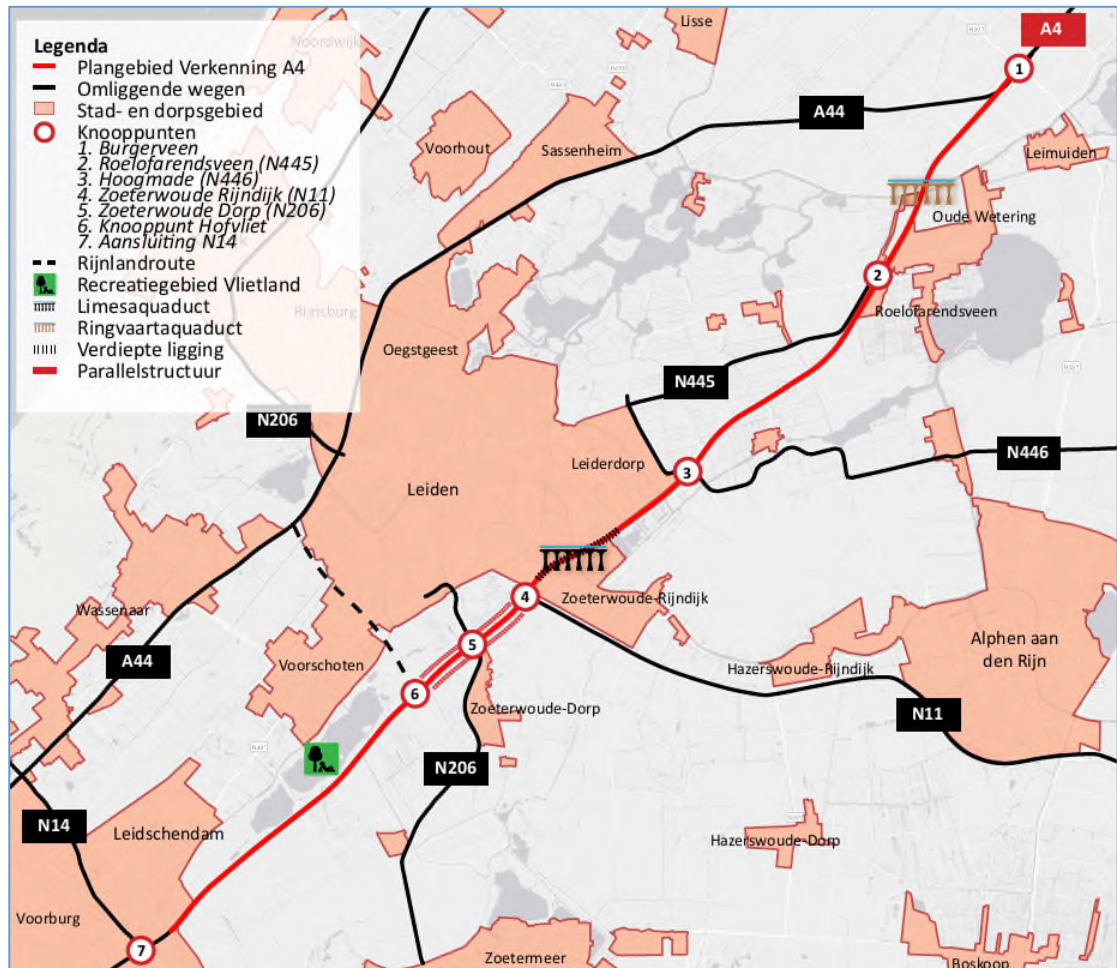 Legenda
Plangebied Verkenning A4
Omliggende wegen
Stad- en dorpsgebied
Knooppunten
1. Burgerveen
2. Roelofarendsveen (N445)
3. Hoogmade (N446)
4. Zoeterwoude Rijndijk (N11)
5. Zoeterwoude Dorp (N206)
6. Knooppunt Hofvliet
7. Aansluiting N14
Rijnlandroute
Recreatiegebied Vlietland
Limesaquaduct
Ringvaartaquaduct
Verdiepte ligging
Parallelstructuur
Noordwijk
Rijnsburg
Lisse
A4
1
A44
Voorhout
Sassenheim
Leimuiden
Oude Wetering
2
Roelofarendsveen
Oegstgeest
N445
N206
Leiderdorp
N446
3
Leiden
4
Zoeterwoude-Rijndijk
Wassenaar
5
Alphen aan
den Rijn
A44
Voorschoten
Hazerswoude-Rijndijk
6
Zoeterwoude-Dorp
N11
N206
N14
Leidschendam
Hazerswoude-Dorp
Voorburg
7
Zoetermeer
Boskoop